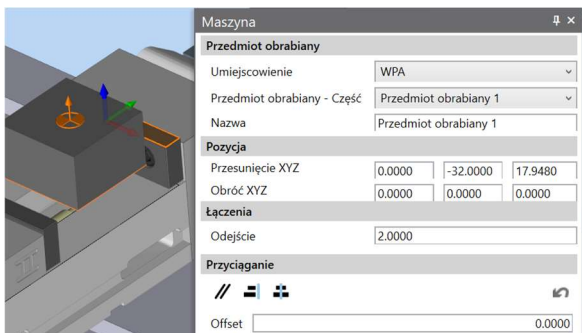 Maszyna
Przedmiot obrabiany
Umiejscowienie WPA
Przedmiot obrabiany - Część Przedmiot obrabiany 1
Nazwa Przedmiot obrabiany 1
Pozycja
Przesunięcie XYZ 0.0000 -32.0000 17.9480
Obróć XYZ 0.0000 0.0000 0.0000
Łączenia
Odejście 2.0000
Przyciąganie
Offset 0.0000